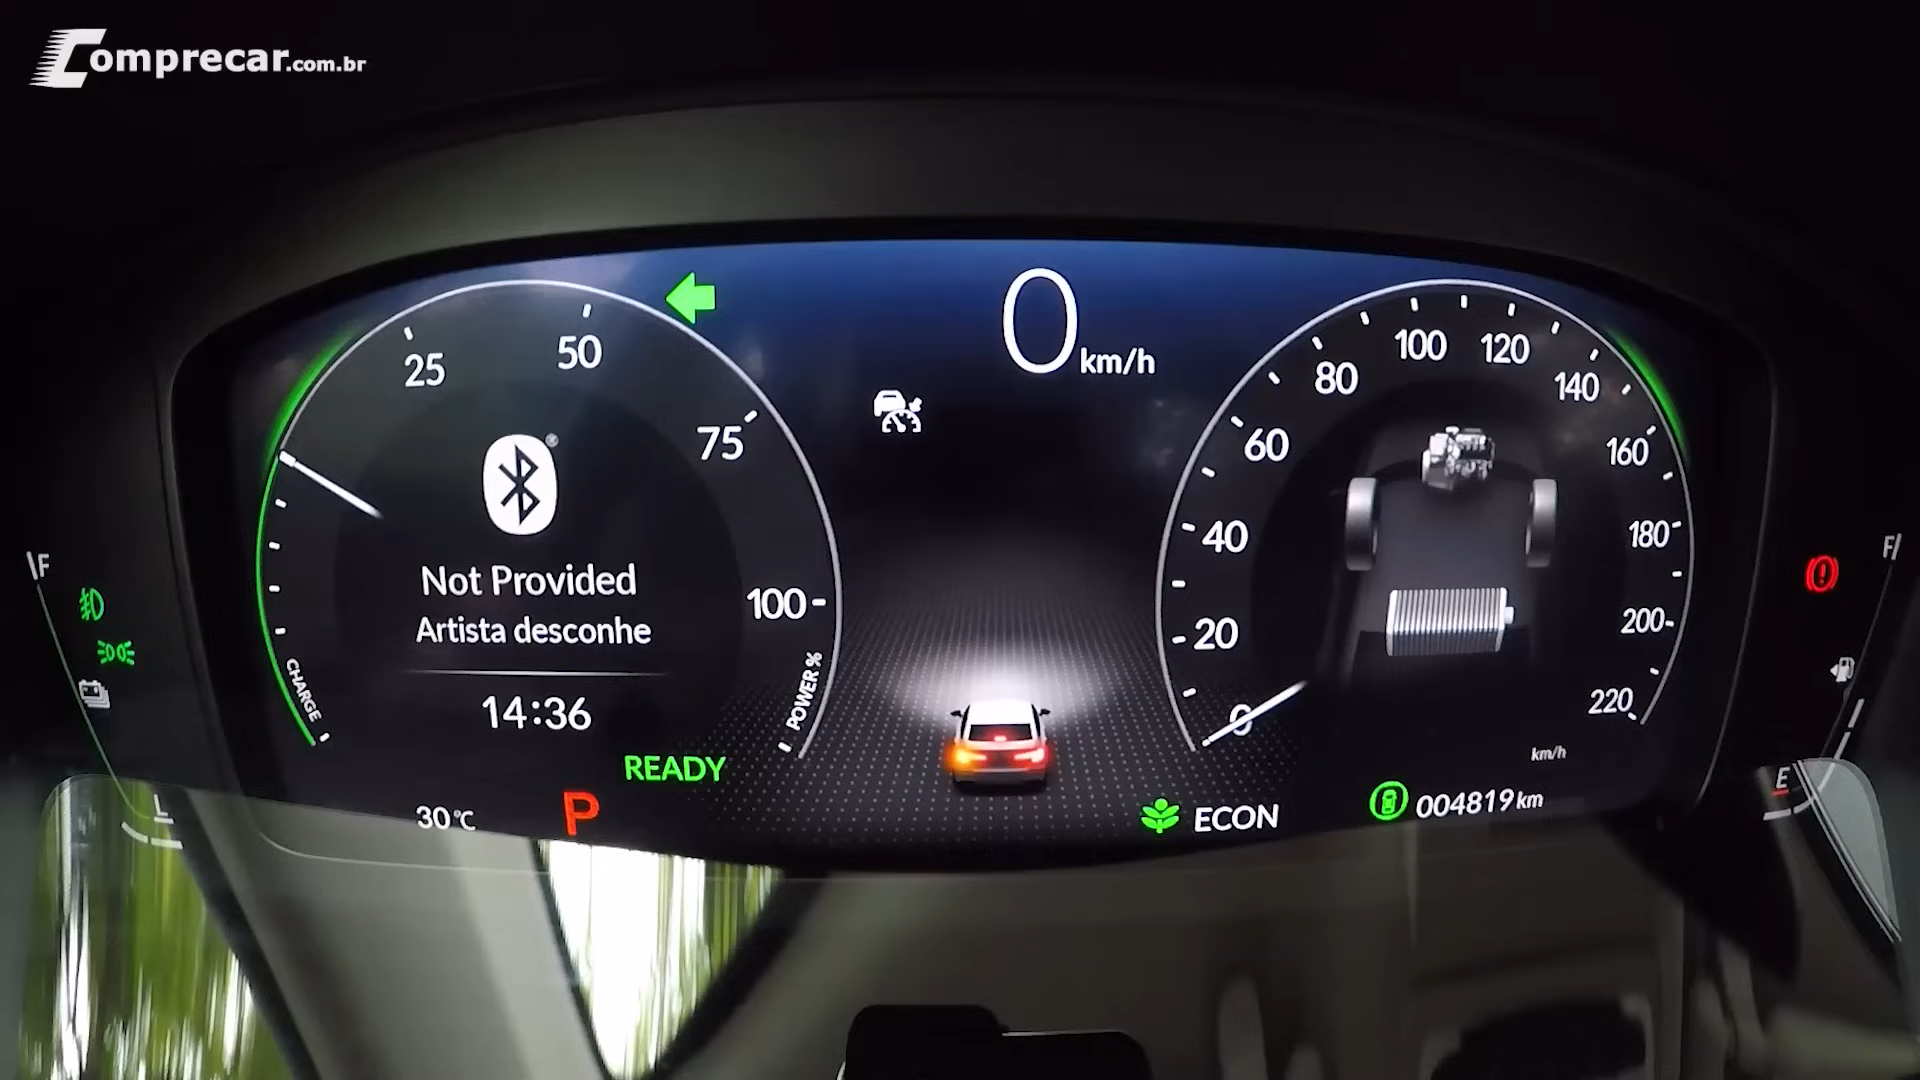 Comprecar.com.br
0 km/h
25
50
75
100
CHARGE
POWER %
Not Provided
Artista desconhe
14:36
READY
30°C
P
0
20
40
60
80
100
120
140
160
180
200
220
km/h
ECON
004819 km
F
L
F
E